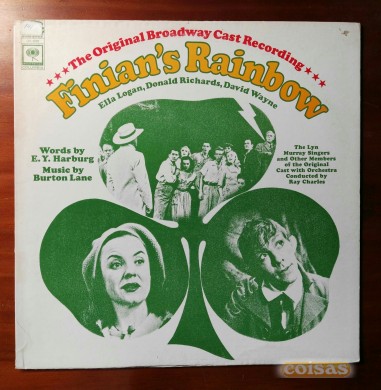 The Original Broadway Cast Recording
Finian's Rainbow
Ella Logan, Donald Richards, David Wayne
Words by
E. Y. Harburg
Music by
Burton Lane
The Lyn
Murray Singers
and Other Members
of the Original
Cast with Orchestra
Conducted by
Ray Charles
coisas